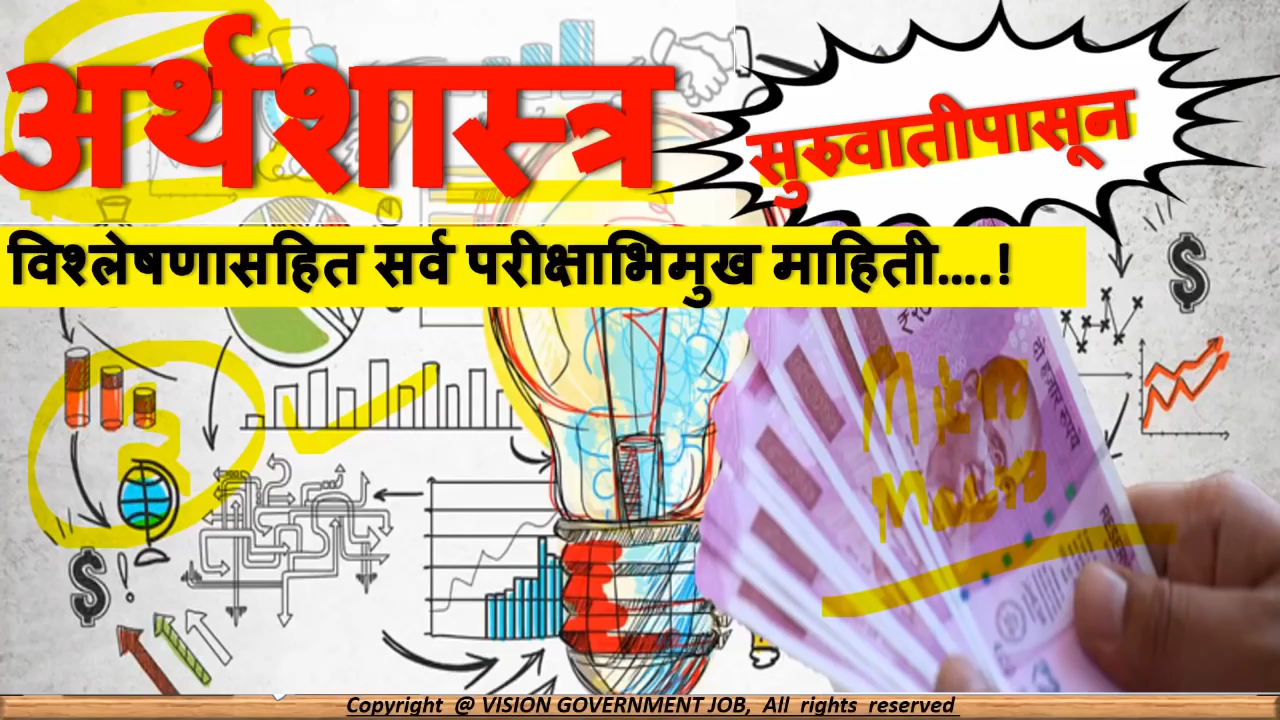 अर्थशास्त्र
सुरुवातीपासून
विश्लेषणासहित सर्व परीक्षाभिमुख माहिती....!
Copyright @ VISION GOVERNMENT JOB, All rights reserved